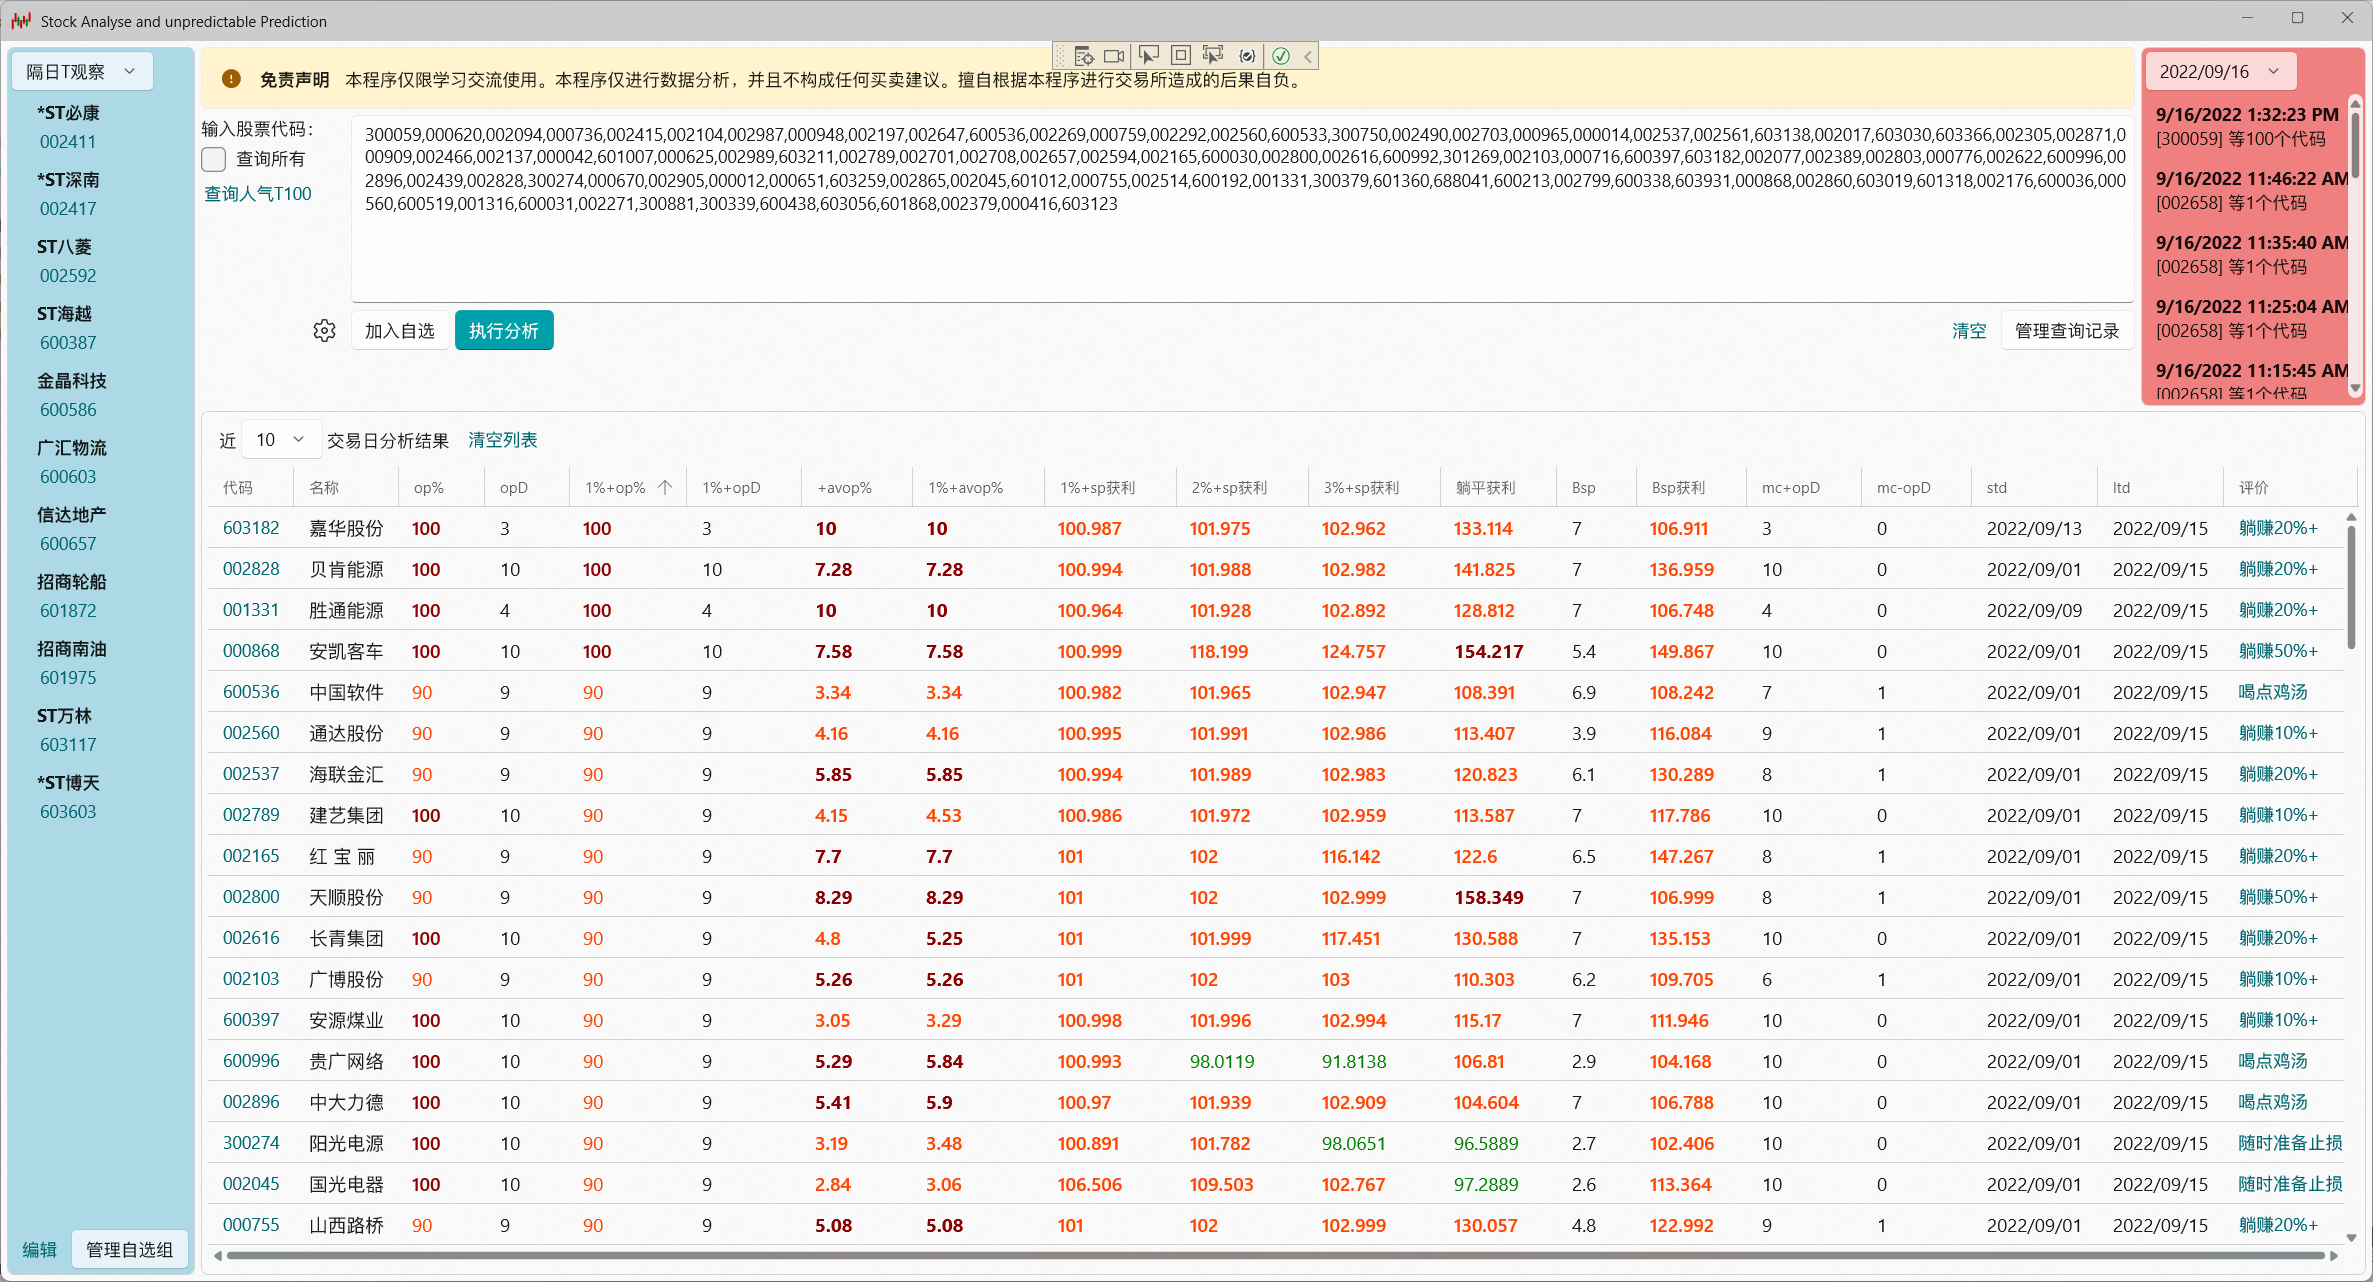 Stock Analyse and unpredictable Prediction
隔日T观察
*ST必康
002411
*ST深南
002417
ST八菱
002592
ST海越
600387
金晶科技
600586
广汇物流
600603
信达地产
600657
招商轮船
601872
招商南油
601975
ST万林
603117
*ST博天
603603
编辑 管理自选组
免责声明 本程序仅限学习交流使用。本程序仅进行数据分析，并且不构成任何买卖建议。擅自根据本程序进行交易所造成的后果自负。
输入股票代码：
查询所有
查询人气T100
300059,000620,002094,000736,002415,002104,002987,000948,002197,002647,600536,002269,000759,002292,002560,600533,300750,002490,002703,000965,000014,002537,002561,603138,002017,603030,603366,002305,002871,0
00909,002466,002137,000042,601007,000625,002989,603211,002789,002701,002708,002657,002594,002165,600030,002800,002616,600992,301269,002103,000716,600397,603182,002077,002389,002803,000776,002622,600996,00
2896,002439,002828,300274,000670,002905,000012,000651,603259,002865,002045,601012,000755,002514,600192,001331,300379,601360,688041,600213,002799,600338,603931,000868,002860,603019,601318,002176,600036,000
560,600519,001316,600031,002271,300881,300339,600438,603056,601868,002379,000416,603123
加入自选 执行分析 清空 管理查询记录
2022/09/16
9/16/2022 1:32:23 PM
[300059] 等100个代码
9/16/2022 11:46:22 AM
[002658] 等1个代码
9/16/2022 11:35:40 AM
[002658] 等1个代码
9/16/2022 11:25:04 AM
[002658] 等1个代码
9/16/2022 11:15:45 AM
[002658] 等1个代码
近 10 交易日分析结果 清空列表
代码 名称 op% opD 1%+op% 1%+opD +avop% 1%+avop% 1%+sp获利 2%+sp获利 3%+sp获利 躺平获利 Bsp Bsp获利 mc+opD mc-opD std ltd 评价
603182 嘉华股份 100 3 100 3 10 10 100.987 101.975 102.962 133.114 7 106.911 3 0 2022/09/13 2022/09/15 躺赚20%+
002828 贝肯能源 100 10 100 10 7.28 7.28 100.994 101.988 102.982 141.825 7 136.959 10 0 2022/09/01 2022/09/15 躺赚20%+
001331 胜通能源 100 4 100 4 10 10 100.964 101.928 102.892 128.812 7 106.748 4 0 2022/09/09 2022/09/15 躺赚20%+
000868 安凯客车 100 10 100 10 7.58 7.58 100.999 118.199 124.757 154.217 5.4 149.867 10 0 2022/09/01 2022/09/15 躺赚50%+
600536 中国软件 90 9 90 9 3.34 3.34 100.982 101.965 102.947 108.391 6.9 108.242 7 1 2022/09/01 2022/09/15 喝点鸡汤
002560 通达股份 90 9 90 9 4.16 4.16 100.995 101.991 102.986 113.407 3.9 116.084 9 1 2022/09/01 2022/09/15 躺赚10%+
002537 海联金汇 90 9 90 9 5.85 5.85 100.994 101.989 102.983 120.823 6.1 130.289 8 1 2022/09/01 2022/09/15 躺赚20%+
002789 建艺集团 100 10 90 9 4.15 4.53 100.986 101.972 102.959 113.587 7 117.786 10 0 2022/09/01 2022/09/15 躺赚10%+
002165 红 宝 丽 90 9 90 9 7.7 7.7 101 102 116.142 122.6 6.5 147.267 8 1 2022/09/01 2022/09/15 躺赚20%+
002800 天顺股份 90 9 90 9 8.29 8.29 101 102 102.999 158.349 7 106.999 8 1 2022/09/01 2022/09/15 躺赚50%+
002616 长青集团 100 10 90 9 4.8 5.25 101 101.999 117.451 130.588 7 135.153 10 0 2022/09/01 2022/09/15 躺赚20%+
002103 广博股份 90 9 90 9 5.26 5.26 101 102 103 110.303 6.2 109.705 6 1 2022/09/01 2022/09/15 躺赚10%+
600397 安源煤业 100 10 90 9 3.05 3.29 100.998 101.996 102.994 115.17 7 111.946 10 0 2022/09/01 2022/09/15 躺赚10%+
600996 贵广网络 100 10 90 9 5.29 5.84 100.993 98.0119 91.8138 106.81 2.9 104.168 10 0 2022/09/01 2022/09/15 喝点鸡汤
002896 中大力德 100 10 90 9 5.41 5.9 100.97 101.939 102.909 104.604 7 106.788 10 0 2022/09/01 2022/09/15 喝点鸡汤
300274 阳光电源 100 10 90 9 3.19 3.48 100.891 101.782 98.0651 96.5889 2.7 102.406 10 0 2022/09/01 2022/09/15 随时准备止损
002045 国光电器 100 10 90 9 2.84 3.06 106.506 109.503 102.767 97.2889 2.6 113.364 10 0 2022/09/01 2022/09/15 随时准备止损
000755 山西路桥 90 9 90 9 5.08 5.08 101 102 102.999 130.057 4.8 122.992 9 1 2022/09/01 2022/09/15 躺赚20%+